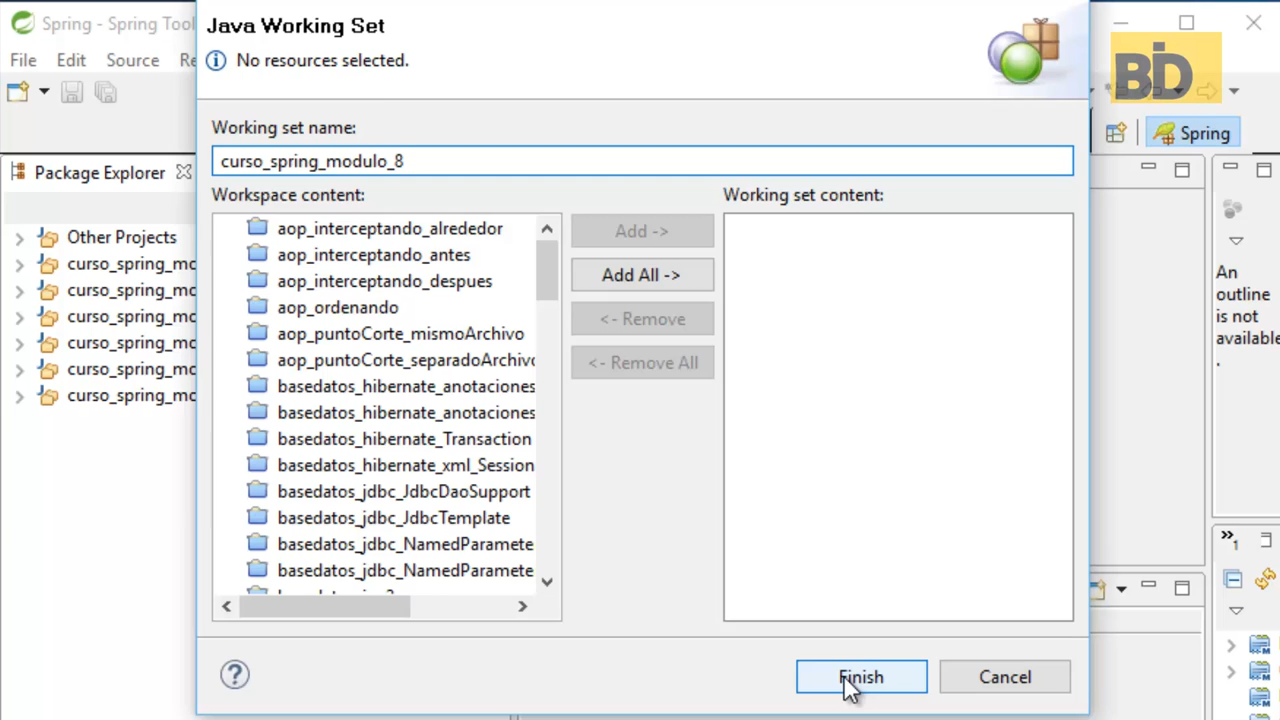 Spring - Spring Tool
Java Working Set
No resources selected.
BiD
File Edit Source Re
Spring
Working set name:
curso_spring_modulo_8
Package Explorer
Workspace content:
Working set content:
Other Projects
curso_spring_mo
curso_spring_mo
curso_spring_mo
curso_spring_mo
curso_spring_mo
curso_spring_mo
aop_interceptando_alrededor
aop_interceptando_antes
aop_interceptando_despues
aop_ordenando
aop_puntoCorte_mismoArchivo
aop_puntoCorte_separadoArchivo
basedatos_hibernate_anotaciones
basedatos_hibernate_anotaciones
basedatos_hibernate_Transaction
basedatos_hibernate_xml_Session
basedatos_jdbc_JdbcDaoSupport
basedatos_jdbc_JdbcTemplate
basedatos_jdbc_NamedParamete
basedatos_jdbc_NamedParamete
Add ->
Add All ->
<- Remove
<- Remove All
An
outline
is not
available
.
1
Finish
Cancel